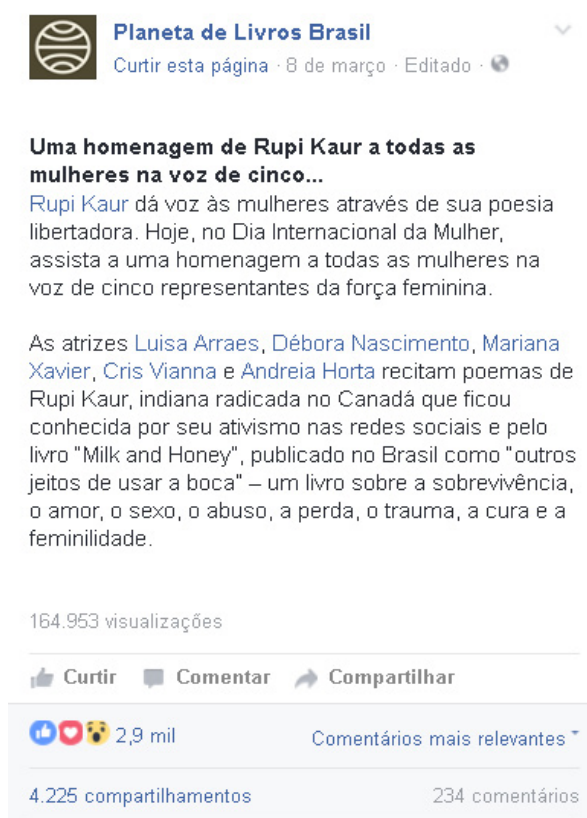 Planeta de Livros Brasil
Curtir esta página · 8 de março · Editado ·
Uma homenagem de Rupi Kaur a todas as
mulheres na voz de cinco...
Rupi Kaur dá voz às mulheres através de sua poesia
libertadora. Hoje, no Dia Internacional da Mulher,
assista a uma homenagem a todas as mulheres na
voz de cinco representantes da força feminina.
As atrizes Luisa Arraes, Débora Nascimento, Mariana
Xavier, Cris Vianna e Andreia Horta recitam poemas de
Rupi Kaur, indiana radicada no Canadá que ficou
conhecida por seu ativismo nas redes sociais e pelo
livro "Milk and Honey", publicado no Brasil como "outros
jeitos de usar a boca" – um livro sobre a sobrevivência,
o amor, o sexo, o abuso, a perda, o trauma, a cura e a
feminilidade.
164.953 visualizações
Curtir Comentar Compartilhar
2,9 mil Comentários mais relevantes
4.225 compartilhamentos 234 comentários